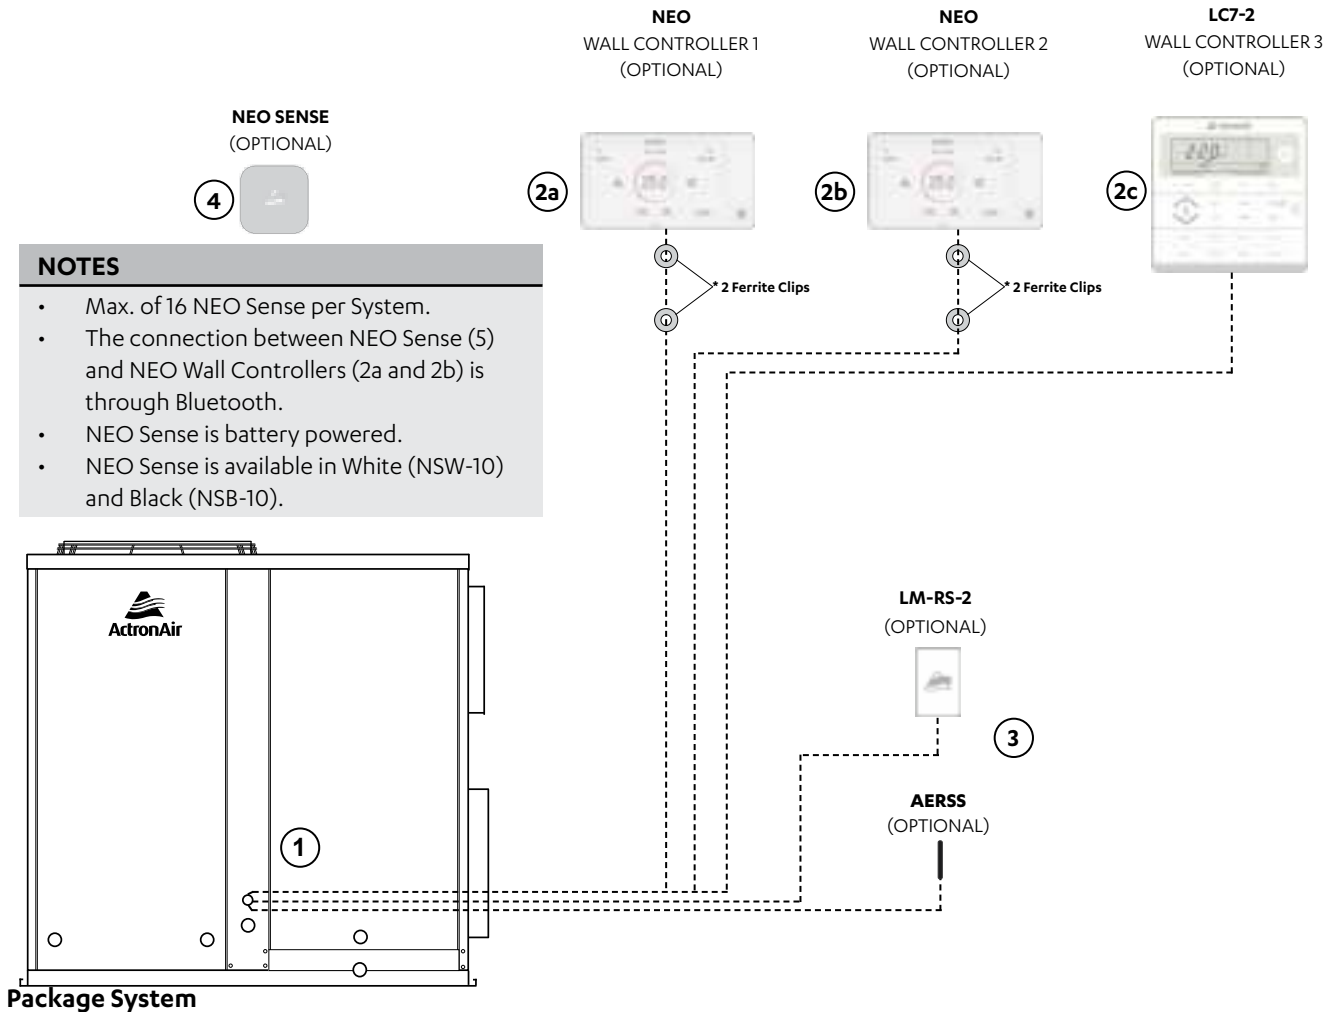 NEO
WALL CONTROLLER 1
(OPTIONAL)
NEO
WALL CONTROLLER 2
(OPTIONAL)
LC7-2
WALL CONTROLLER 3
(OPTIONAL)
NEO SENSE
(OPTIONAL)
4
2a
2b
2c
* 2 Ferrite Clips
* 2 Ferrite Clips
NOTES
• Max. of 16 NEO Sense per System.
• The connection between NEO Sense (5)
and NEO Wall Controllers (2a and 2b) is
through Bluetooth.
• NEO Sense is battery powered.
• NEO Sense is available in White (NSW-10)
and Black (NSB-10).
ActronAir
LM-RS-2
(OPTIONAL)
3
AERSS
(OPTIONAL)
1
Package System